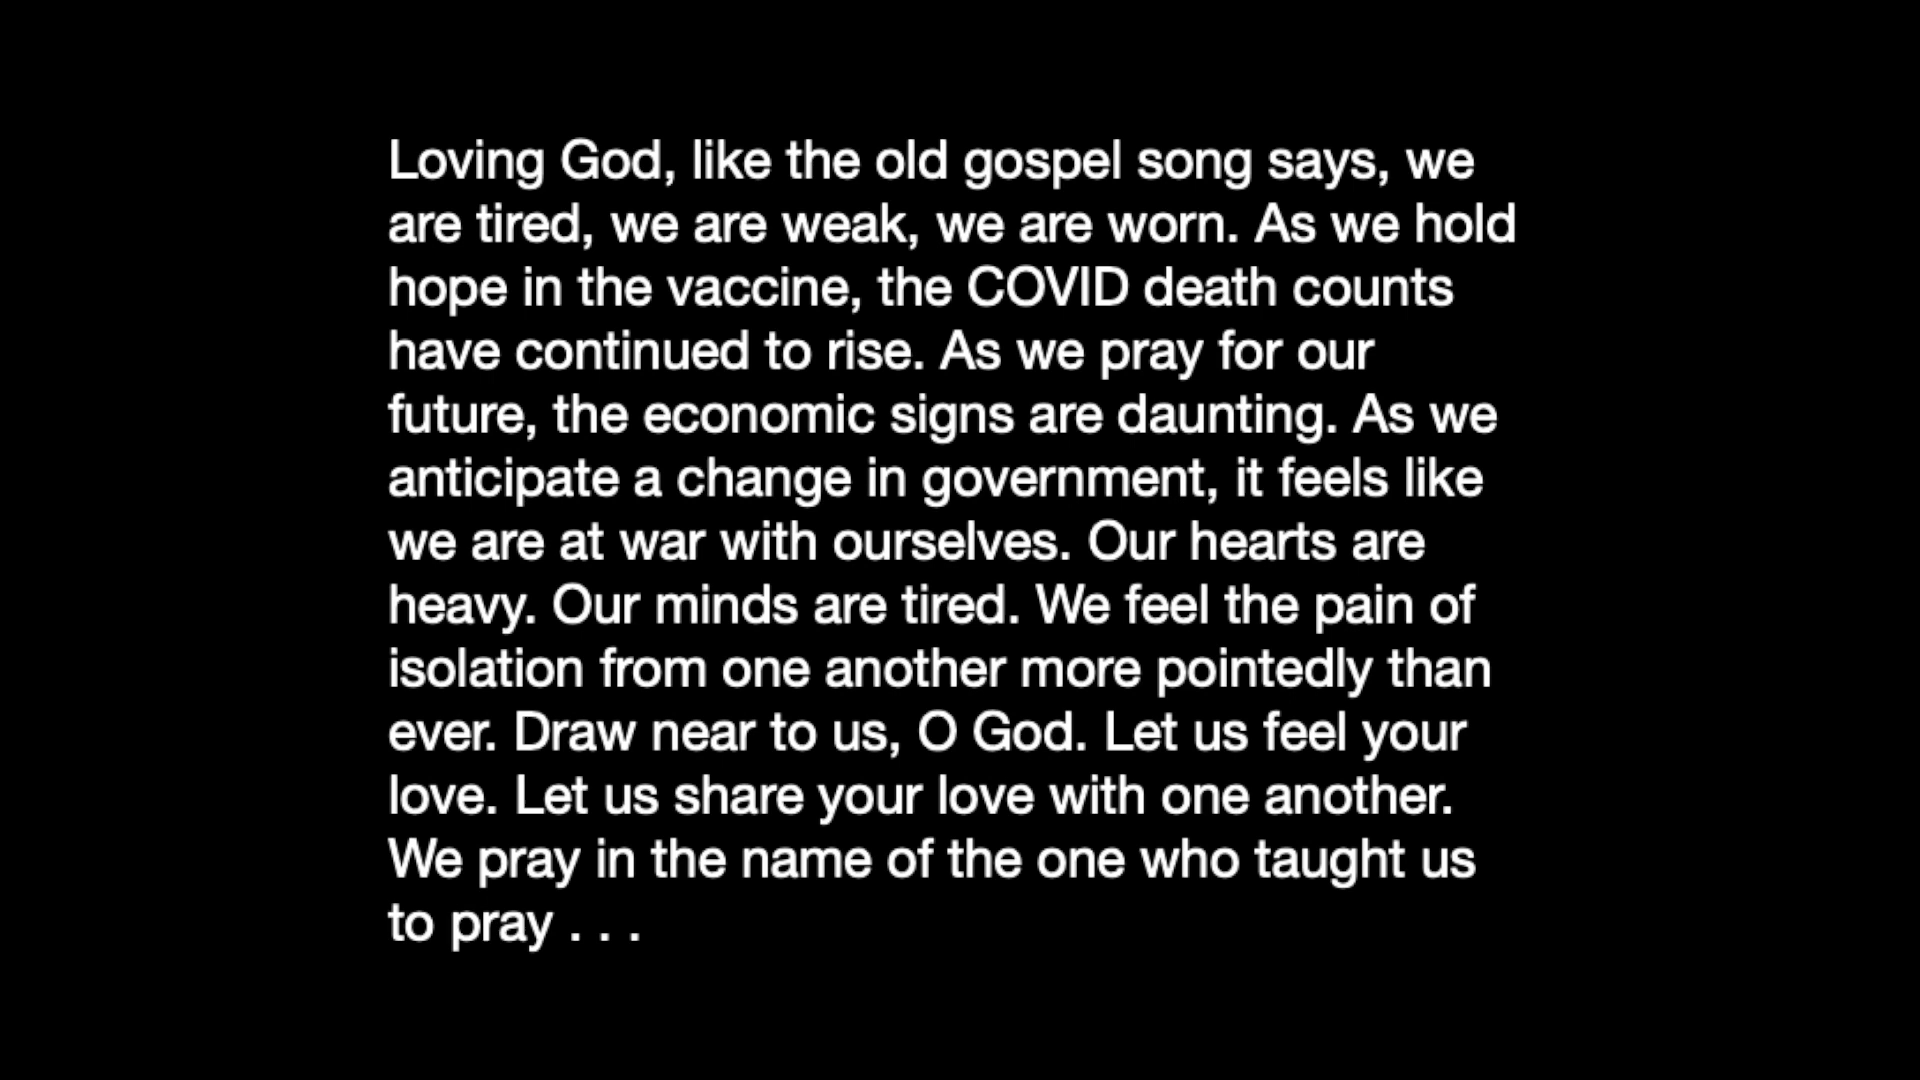 Loving God, like the old gospel song says, we
are tired, we are weak, we are worn. As we hold
hope in the vaccine, the COVID death counts
have continued to rise. As we pray for our
future, the economic signs are daunting. As we
anticipate a change in government, it feels like
we are at war with ourselves. Our hearts are
heavy. Our minds are tired. We feel the pain of
isolation from one another more pointedly than
ever. Draw near to us, O God. Let us feel your
love. Let us share your love with one another.
We pray in the name of the one who taught us
to pray . . .